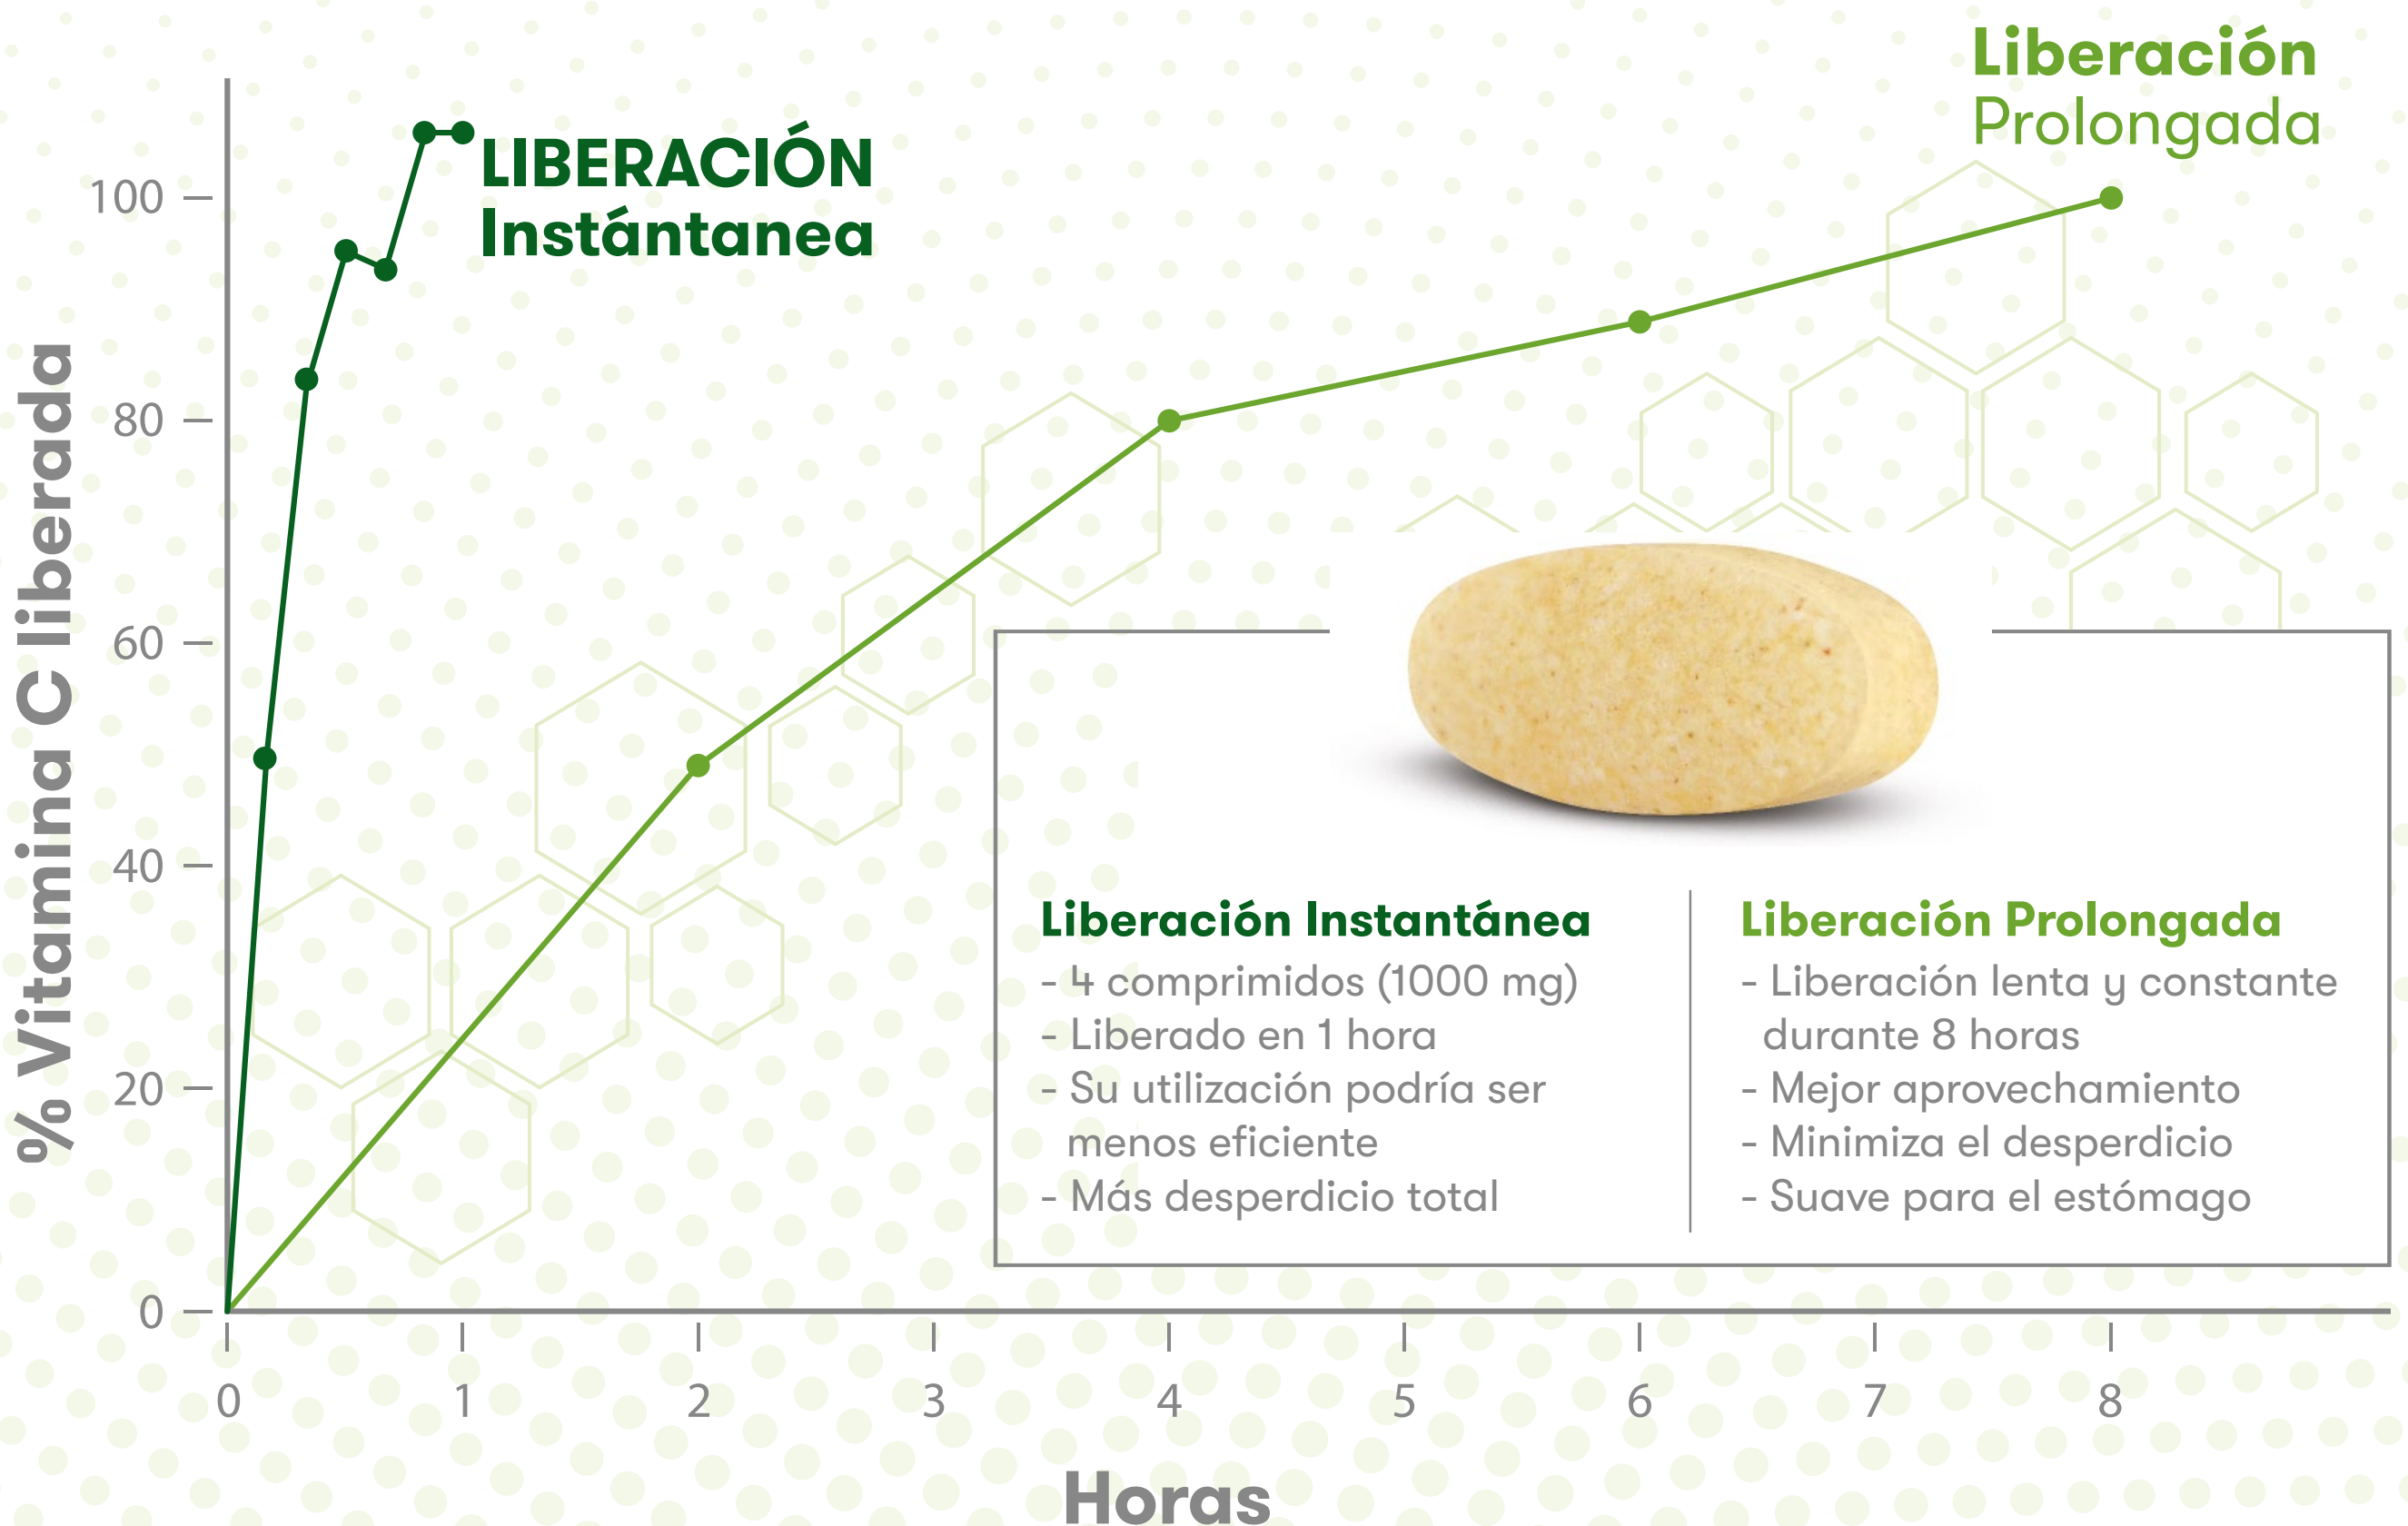 Liberación
Prolongada
LIBERACIÓN
Instántanea
% Vitamina C liberada
100
80
60
40
20
0
Liberación Instantánea
- 4 comprimidos (1000 mg)
- Liberado en 1 hora
- Su utilización podría ser
menos eficiente
- Más desperdicio total
Liberación Prolongada
- Liberación lenta y constante
durante 8 horas
- Mejor aprovechamiento
- Minimiza el desperdicio
- Suave para el estómago
0 1 2 3 4 5 6 7 8
Horas